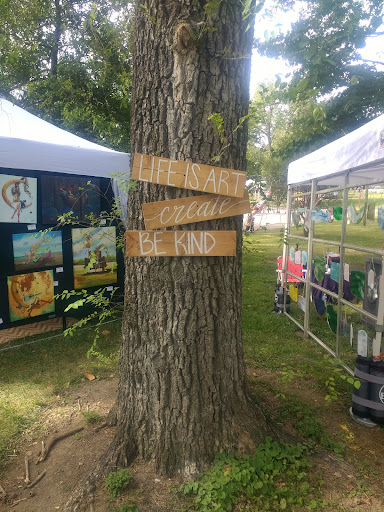 LIFE IS ART
create
BE KIND